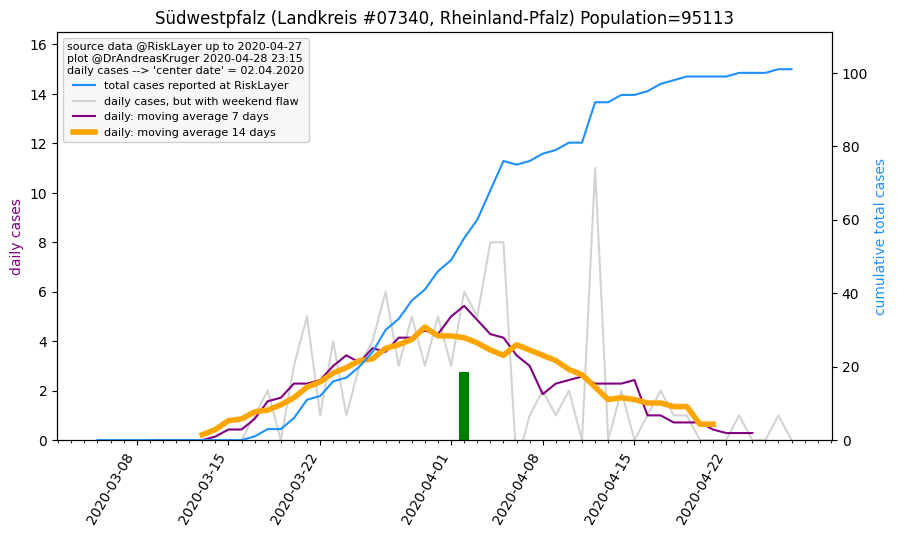 Südwestpfalz (Landkreis #07340, Rheinland-Pfalz) Population=95113
source data @RiskLayer up to 2020-04-27
plot @DrAndreasKruger 2020-04-28 23:15
daily cases --> 'center date' = 02.04.2020
total cases reported at RiskLayer
daily cases, but with weekend flaw
daily: moving average 7 days
daily: moving average 14 days
daily cases
16
14
12
10
8
6
4
2
0
cumulative total cases
100
80
60
40
20
0
2020-03-08
2020-03-15
2020-03-22
2020-04-01
2020-04-08
2020-04-15
2020-04-22